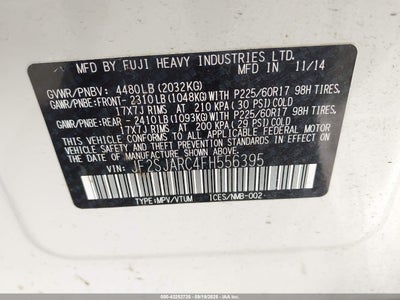 MFD BY FUJI HEAVY INDUSTRIES LTD. 11/14
GVWR/PNBV: 4480LB(2032KG)
GAWR/PNBE:FRONT- 2310LB(1048KG)WITH P225/60R17 98H TIRES.
17X7J RIMS AT 210 KPA (30 PSI) COLD
GAWR/PNBE:REAR - 2410LB(1093KG)WITH P225/60R17 98H TIRES.
17X7J RIMS AT 200 KPA (29 PSI) COLD
THIS VEHICLE CONFORMS TO ALL APPLICABLE FEDERAL MOTOR
VEHICLE SAFETY, BUMPER, AND THEFT PREVENTION STANDARDS
IN EFFECT ON THE DATE OF MANUFACTURE SHOWN ABOVE.
VIN: JF2SJARC4FH556395
TYPE:MPV/VTUM ICES/NMB-002